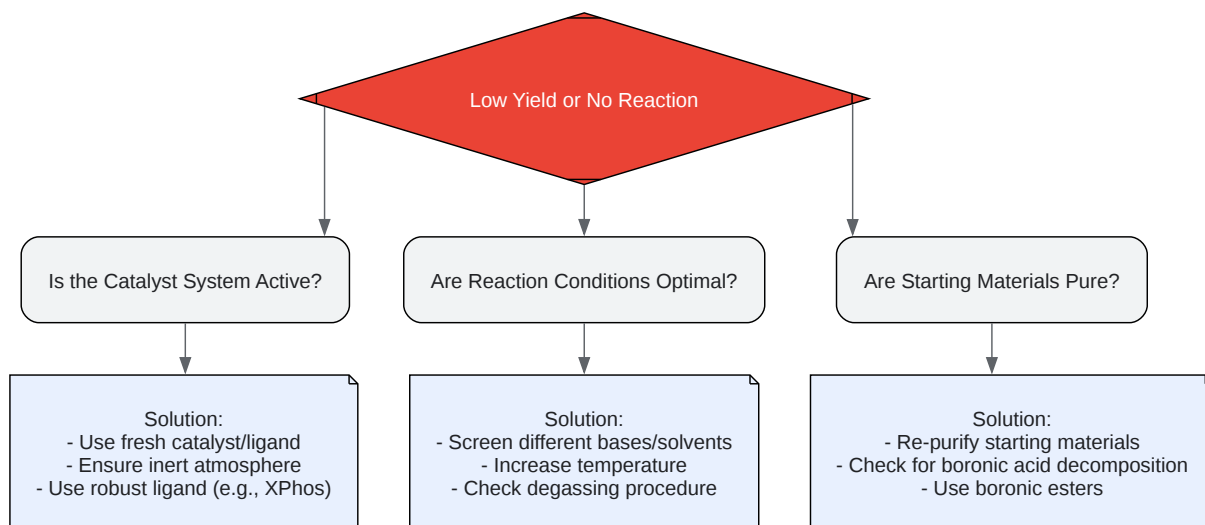 Low Yield or No Reaction
Is the Catalyst System Active?
Are Reaction Conditions Optimal?
Are Starting Materials Pure?
Solution:
- Use fresh catalyst/ligand
- Ensure inert atmosphere
- Use robust ligand (e.g., XPhos)
Solution:
- Screen different bases/solvents
- Increase temperature
- Check degassing procedure
Solution:
- Re-purify starting materials
- Check for boronic acid decomposition
- Use boronic esters